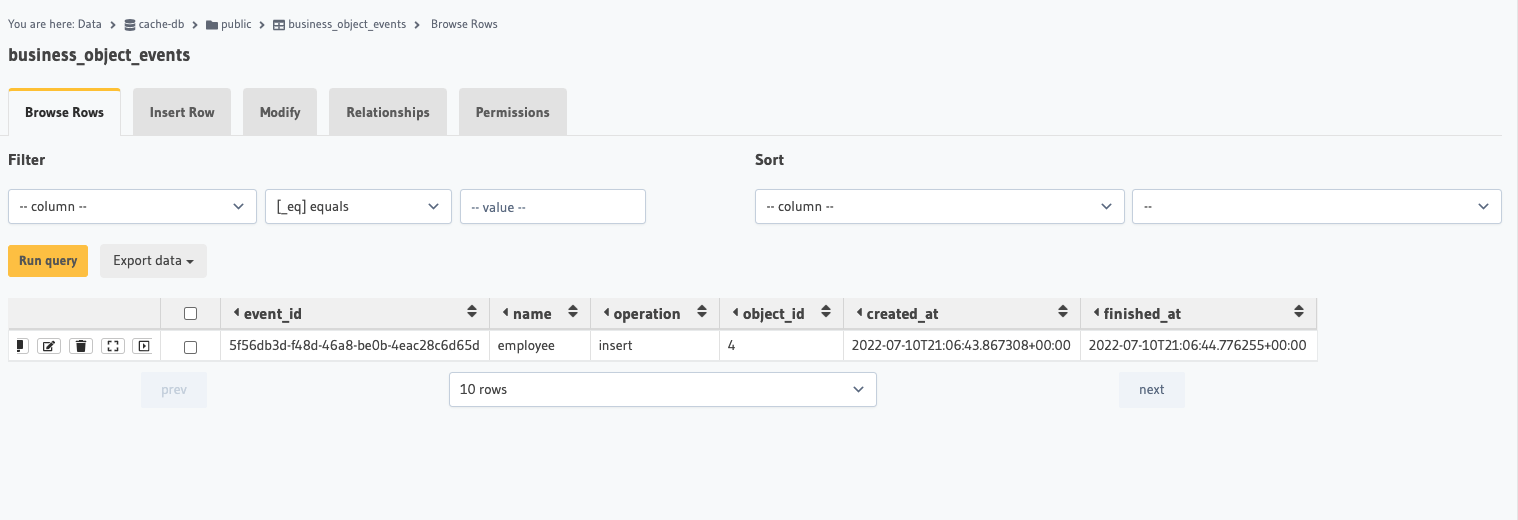 You are here: Data cache-db public business_object_events Browse Rows
business_object_events
Browse Rows Insert Row Modify Relationships Permissions
Filter Sort
-- column -- [_eq] equals -- value -- -- column -- --
Run query Export data
event_id name operation object_id created_at finished_at
5f56db3d-f48d-46a8-be0b-4eac28c6d65d employee insert 4 2022-07-10T21:06:43.867308+00:00 2022-07-10T21:06:44.776255+00:00
prev 10 rows next